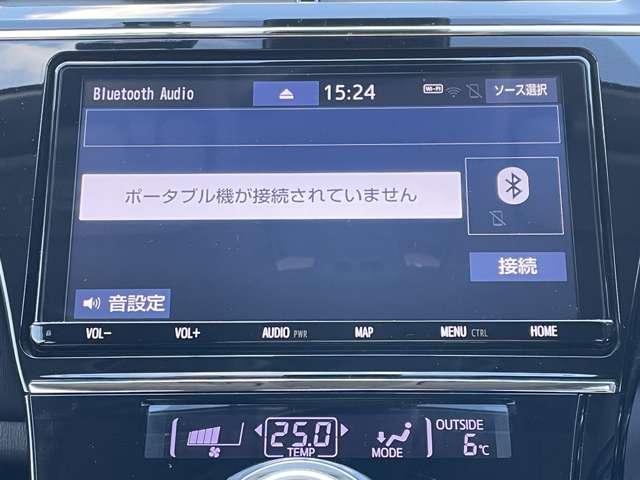 Bluetooth Audio 15:24 Wi-Fi ソース選択
ポータブル機が接続されていません
接続
音設定
VOL- VOL+ AUDIO PWR MAP MENU CTRL HOME
25.0 OUTSIDE
TEMP MODE 6℃